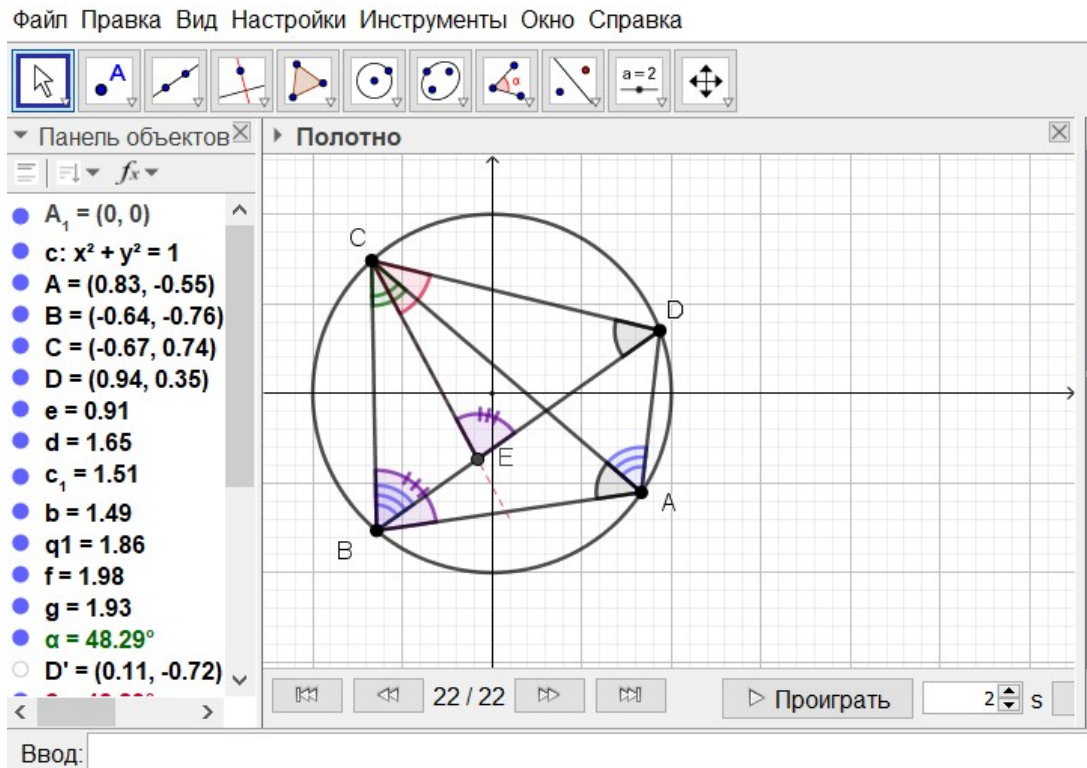 Файл Правка Вид Настройки Инструменты Окно Справка
A
α
a=2
Панель объектов
Полотно
fx
A₁ = (0, 0)
c: x² + y² = 1
A = (0.83, -0.55)
B = (-0.64, -0.76)
C = (-0.67, 0.74)
D = (0.94, 0.35)
e = 0.91
d = 1.65
c₁ = 1.51
b = 1.49
q1 = 1.86
f = 1.98
g = 1.93
α = 48.29°
D' = (0.11, -0.72)
C
D
E
A
B
22 / 22
Проиграть
2
s
Ввод: